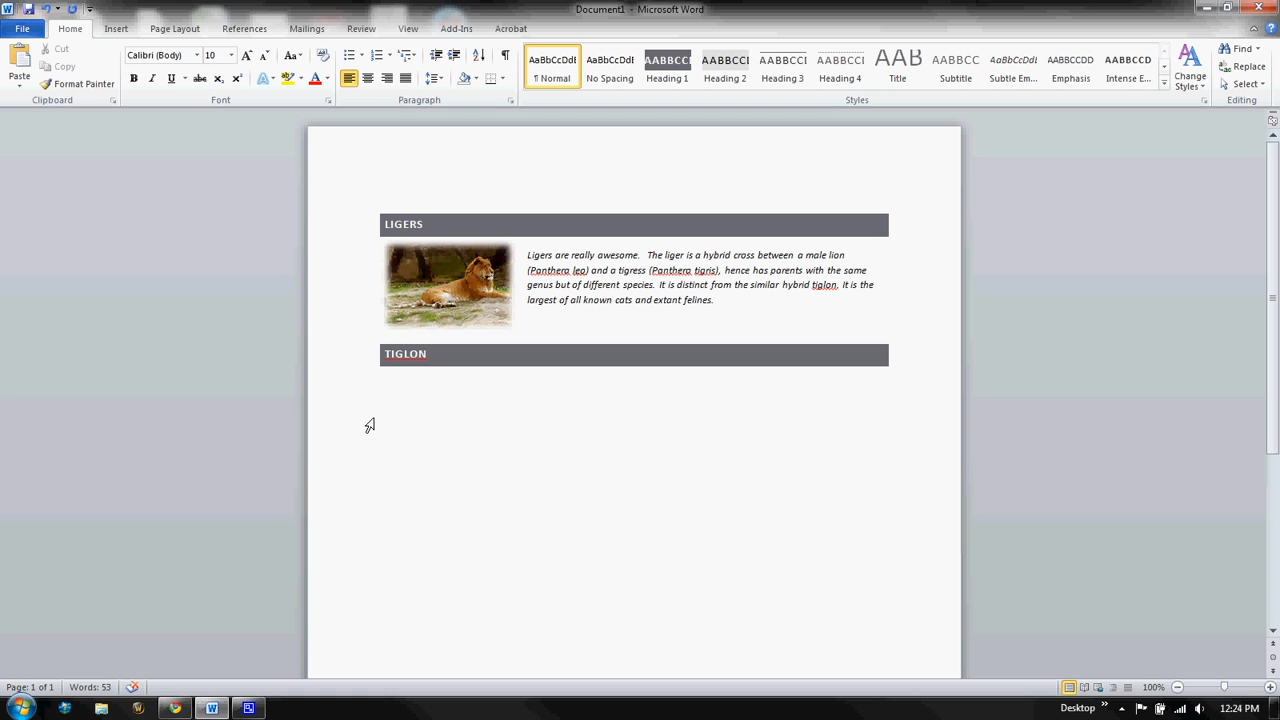 Document1 - Microsoft Word
File Home Insert Page Layout References Mailings Review View Add-Ins Acrobat
Paste
Cut
Copy
Format Painter
Clipboard
Calibri (Body) 10
Font
Paragraph
AaBbCcDdI AaBbCcDdI AABBCCI AABBCCI AABBCCI AABBCCI AAB AABBCC AaBbCcDdI AABBCCDD AABBCCD
¶ Normal No Spacing Heading 1 Heading 2 Heading 3 Heading 4 Title Subtitle Subtle Em... Emphasis Intense E...
Styles
Change
Styles
Find
Replace
Select
Editing
LIGERS
Ligers are really awesome. The liger is a hybrid cross between a male lion
(Panthera leo) and a tigress (Panthera tigris), hence has parents with the same
genus but of different species. It is distinct from the similar hybrid tiglon. It is the
largest of all known cats and extant felines.
TIGLON
Page: 1 of 1 Words: 53 100%
Desktop 12:24 PM